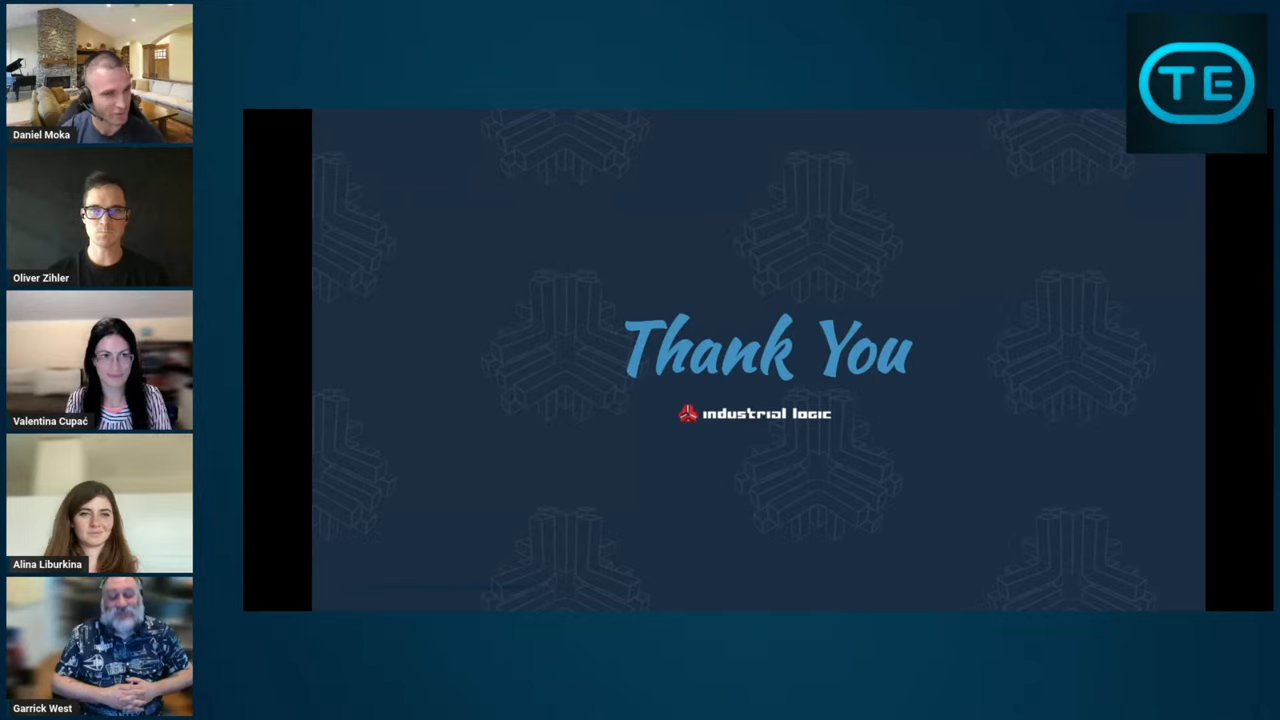 Daniel Moka
Oliver Zihler
Valentina Cupać
Alina Liburkina
Garrick West
TE
Thank You
industrial logic